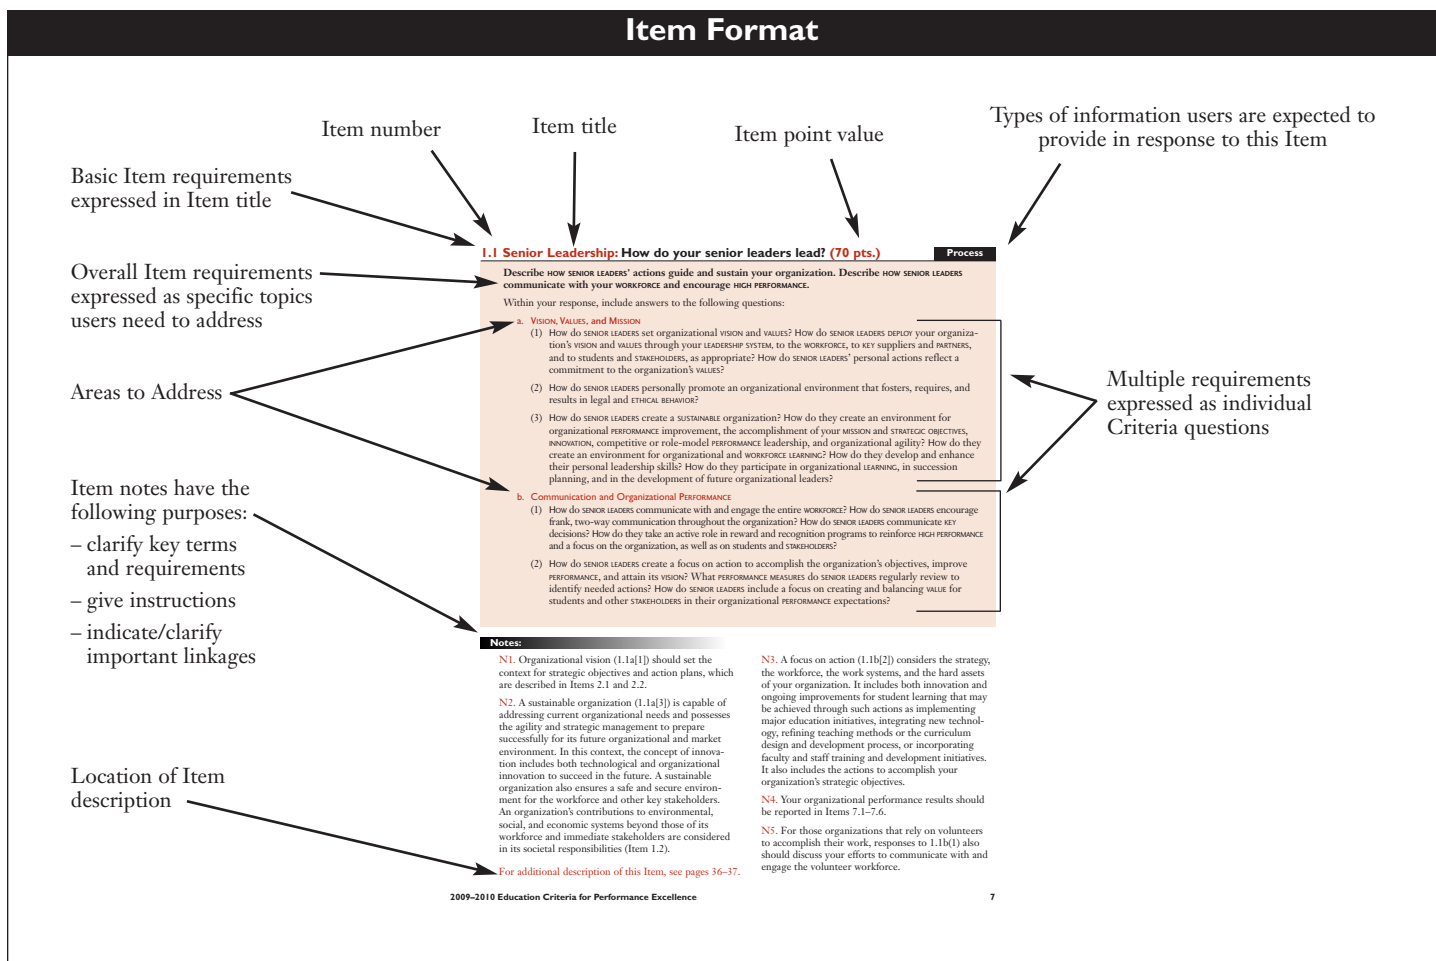 Item Format
Item number
Item title
Item point value
Types of information users are expected to
provide in response to this Item
Basic Item requirements
expressed in Item title
Overall Item requirements
expressed as specific topics
users need to address
Areas to Address
Item notes have the
following purposes:
– clarify key terms
and requirements
– give instructions
– indicate/clarify
important linkages
Location of Item
description
Multiple requirements
expressed as individual
Criteria questions
1.1 Senior Leadership: How do your senior leaders lead? (70 pts.)
Process
Describe HOW SENIOR LEADERS' actions guide and sustain your organization. Describe HOW SENIOR LEADERS
communicate with your WORKFORCE and encourage HIGH PERFORMANCE.
Within your response, include answers to the following questions:
a. VISION, VALUES, and MISSION
(1) HOW do SENIOR LEADERS set organizational VISION and VALUES? HOW do SENIOR LEADERS DEPLOY your organiza-
tion's VISION and VALUES through your LEADERSHIP SYSTEM, to the WORKFORCE, to KEY suppliers and PARTNERS,
and to students and STAKEHOLDERS, as appropriate? HOW do SENIOR LEADERS' personal actions reflect a
commitment to the organization's VALUES?
(2) HOW do SENIOR LEADERS personally promote an organizational environment that fosters, requires, and
results in legal and ETHICAL BEHAVIOR?
(3) HOW do SENIOR LEADERS create a SUSTAINABLE organization? HOW do they create an environment for
organizational PERFORMANCE improvement, the accomplishment of your MISSION and STRATEGIC OBJECTIVES,
INNOVATION, competitive or role-model PERFORMANCE leadership, and organizational agility? HOW do they
create an environment for organizational and WORKFORCE LEARNING? HOW do they develop and enhance
their personal leadership skills? HOW do they participate in organizational LEARNING, in succession
planning, and in the development of future organizational leaders?
b. Communication and Organizational PERFORMANCE
(1) HOW do SENIOR LEADERS communicate with and engage the entire WORKFORCE? HOW do SENIOR LEADERS encourage
frank, two-way communication throughout the organization? HOW do SENIOR LEADERS communicate KEY
decisions? HOW do they take an active role in reward and recognition programs to reinforce HIGH PERFORMANCE
and a focus on the organization, as well as on students and STAKEHOLDERS?
(2) HOW do SENIOR LEADERS create a focus on action to accomplish the organization's objectives, improve
PERFORMANCE, and attain its VISION? What PERFORMANCE MEASURES do SENIOR LEADERS regularly review to
identify needed actions? HOW do SENIOR LEADERS include a focus on creating and balancing VALUE for
students and other STAKEHOLDERS in their organizational PERFORMANCE expectations?
Notes:
N1. Organizational vision (1.1a[1]) should set the
context for strategic objectives and action plans, which
are described in Items 2.1 and 2.2.
N2. A sustainable organization (1.1a[3]) is capable of
addressing current organizational needs and possesses
the agility and strategic management to prepare
successfully for its future organizational and market
environment. In this context, the concept of innova-
tion includes both technological and organizational
innovation to succeed in the future. A sustainable
organization also ensures a safe and secure environ-
ment for the workforce and other key stakeholders.
An organization's contributions to environmental,
social, and economic systems beyond those of its
workforce and immediate stakeholders are considered
in its societal responsibilities (Item 1.2).
For additional description of this Item, see pages 36–37.
N3. A focus on action (1.1b[2]) considers the strategy,
the workforce, the work systems, and the hard assets
of your organization. It includes both innovation and
ongoing improvements for student learning that may
be achieved through such actions as implementing
major education initiatives, integrating new technol-
ogy, refining teaching methods or the curriculum
design and development process, or incorporating
faculty and staff training and development initiatives.
It also includes the actions to accomplish your
organization's strategic objectives.
N4. Your organizational performance results should
be reported in Items 7.1–7.6.
N5. For those organizations that rely on volunteers
to accomplish their work, responses to 1.1b(1) also
should discuss your efforts to communicate with and
engage the volunteer workforce.
2009–2010 Education Criteria for Performance Excellence
7